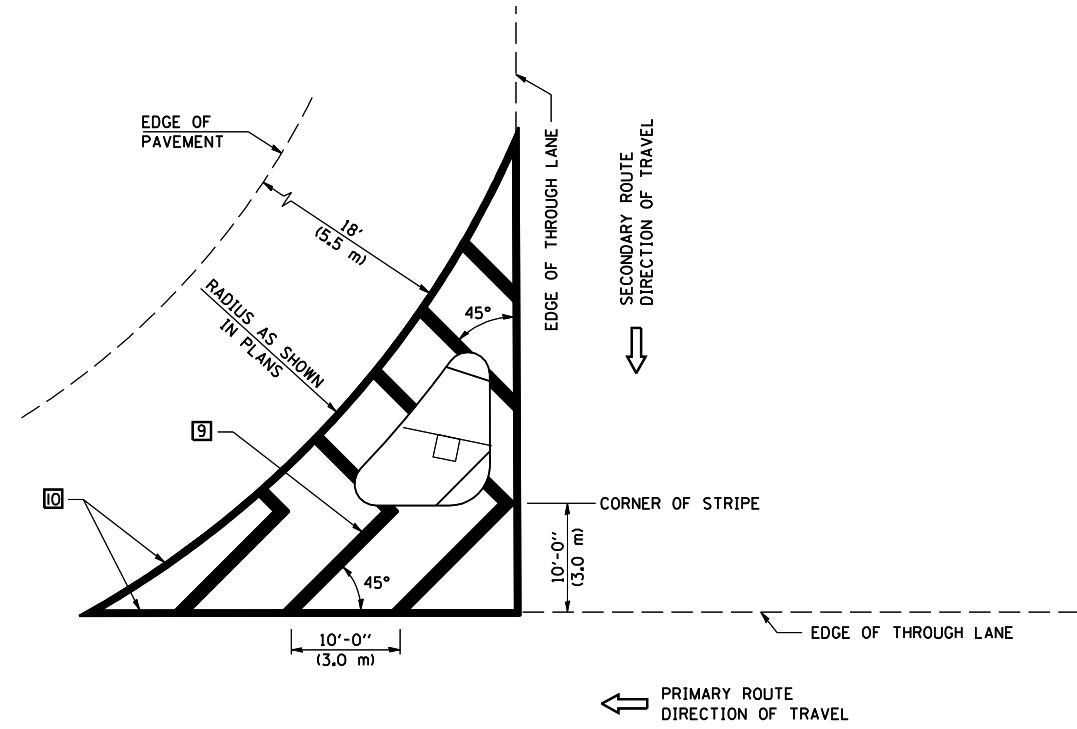 EDGE OF
PAVEMENT
18'
(5.5 m)
RADIUS AS SHOWN
IN PLANS
EDGE OF THROUGH LANE
SECONDARY ROUTE
DIRECTION OF TRAVEL
45°
9
10
CORNER OF STRIPE
10'-0"
(3.0 m)
45°
10'-0"
(3.0 m)
EDGE OF THROUGH LANE
PRIMARY ROUTE
DIRECTION OF TRAVEL